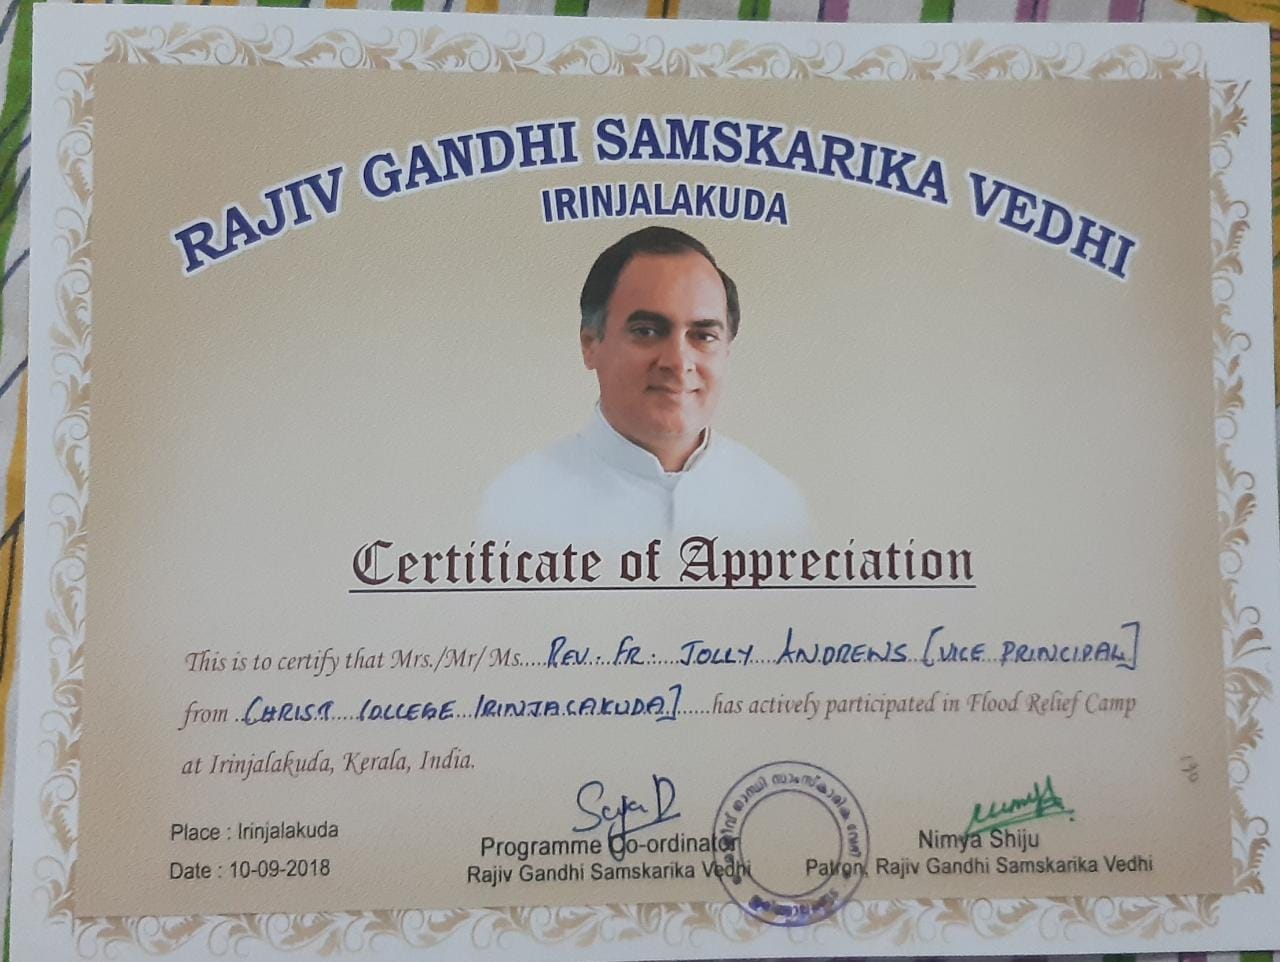 RAJIV GANDHI SAMSKARIKA VEDHI
IRINJALAKUDA
Certificate of Appreciation
This is to certify that Mrs./Mr/ Ms.....REV. FR. JOLLY ANDREWS [VICE PRINCIPAL]
from ..CHRIST COLLEGE IRINJALAKUDA]......has actively participated in Flood Relief Camp
at Irinjalakuda, Kerala, India.
Place : Irinjalakuda
Date : 10-09-2018
Programme Co-ordinator
Rajiv Gandhi Samskarika Vedhi
Nimya Shiju
Patron, Rajiv Gandhi Samskarika Vedhi
ഗാന്ധി സാംസ്കാരിക വേദി